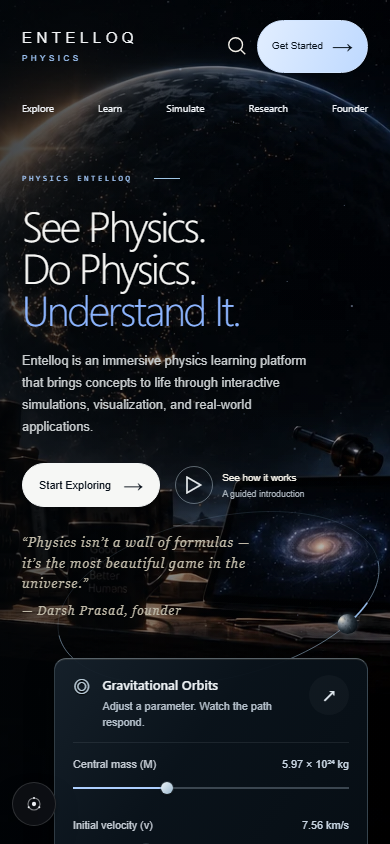 ENTELLOQ
PHYSICS
Get Started
Explore Learn Simulate Research Founder
PHYSICS ENTELLOQ
See Physics.
Do Physics.
Understand It.
Entelloq is an immersive physics learning platform
that brings concepts to life through interactive
simulations, visualization, and real-world
applications.
Start Exploring
See how it works
A guided introduction
“Physics isn’t a wall of formulas —
it’s the most beautiful game in the
universe.”
Better
Humans
— Darsh Prasad, founder
Gravitational Orbits
Adjust a parameter. Watch the path
respond.
Central mass (M) 5.97 × 10²⁴ kg
Initial velocity (v) 7.56 km/s